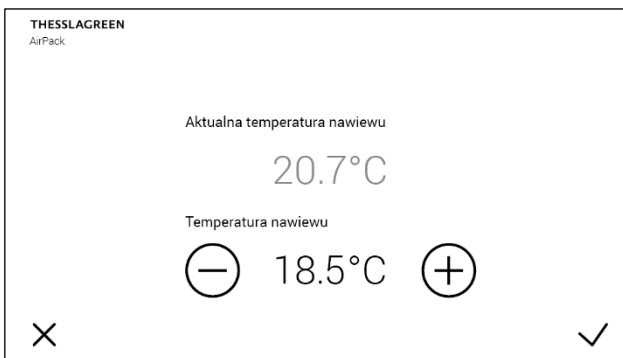 THESSLAGREEN
AirPack
Aktualna temperatura nawiewu
20.7°C
Temperatura nawiewu
18.5°C